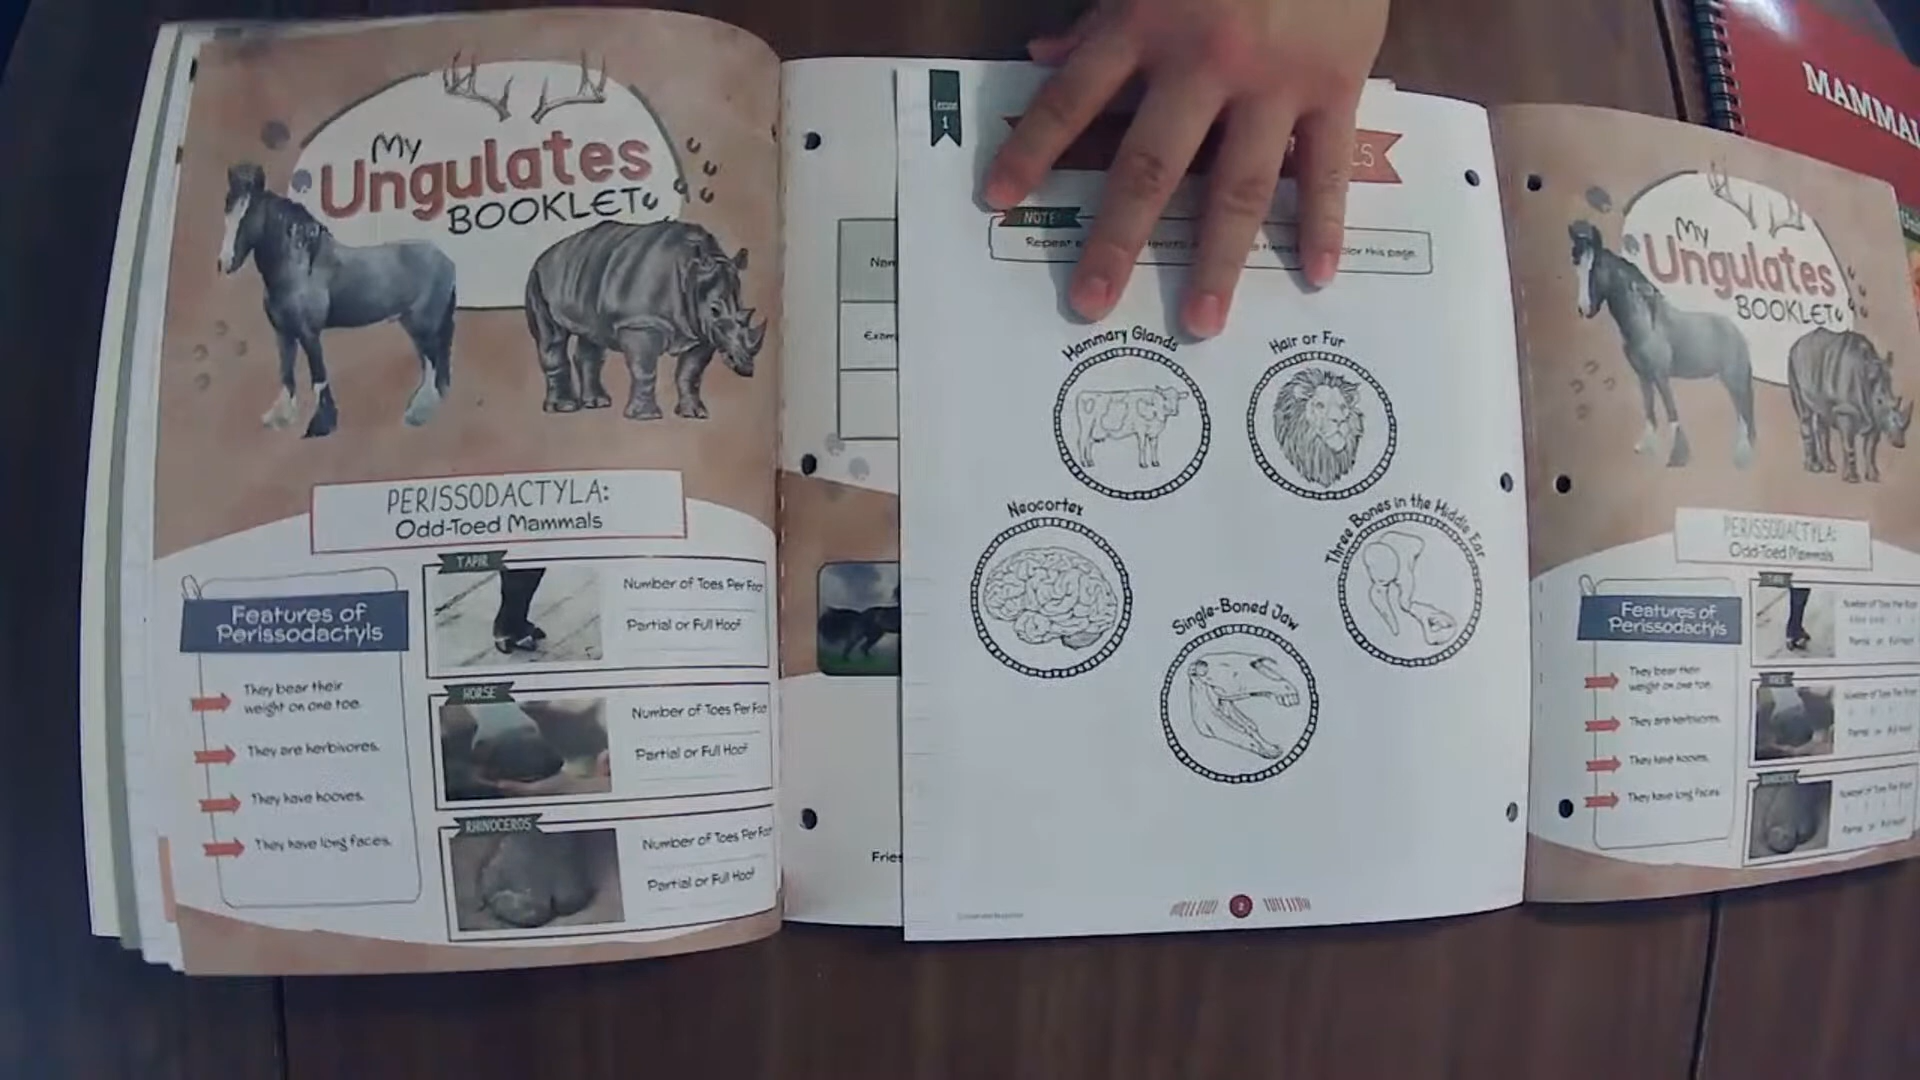 My
Ungulates
BOOKLET
PERISSODACTYLA:
Odd-Toed Mammals
Features of
Perissodactyls
They bear their
weight on one toe.
They are herbivores.
They have hooves.
They have long faces.
TAPIR
Number of Toes Per Foot
Partial or Full Hoof
HORSE
Number of Toes Per Foot
Partial or Full Hoof
RHINOCEROS
Number of Toes Per Foot
Partial or Full Hoof
Nam
Exam
Fries
Lesson
1
CS
NOTE
Repeat
color this page.
Mammary Glands
Hair or Fur
Neocortex
Three Bones in the Middle Ear
Single-Boned Jaw
2
My
Ungulates
BOOKLET
PERISSODACTYLA:
Odd-Toed Mammals
Features of
Perissodactyls
They bear their
weight on one toe.
They are herbivores.
They have hooves.
They have long faces.
MAMMAL